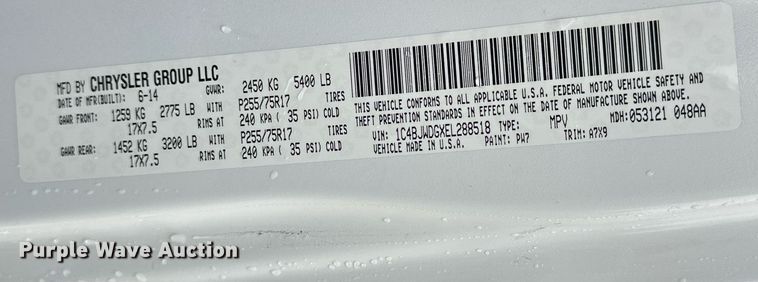 MFD BY CHRYSLER GROUP LLC
DATE OF MFR(BUILT): 6-14 GVWR: 2450 KG 5400 LB
GAWR FRONT: 1259 KG 2775 LB WITH P255/75R17 TIRES
17X7.5 RIMS AT 240 KPA ( 35 PSI) COLD
GAWR REAR: 1452 KG 3200 LB WITH P255/75R17 TIRES
17X7.5 RIMS AT 240 KPA ( 35 PSI) COLD
THIS VEHICLE CONFORMS TO ALL APPLICABLE U.S.A. FEDERAL MOTOR VEHICLE SAFETY AND
THEFT PREVENTION STANDARDS IN EFFECT ON THE DATE OF MANUFACTURE SHOWN ABOVE.
VIN: 1C4BJWDGXEL288518 TYPE: MPV MDH: 053121 048AA
VEHICLE MADE IN U.S.A. PAINT: PW7 TRIM: A7X9
Purple Wave Auction